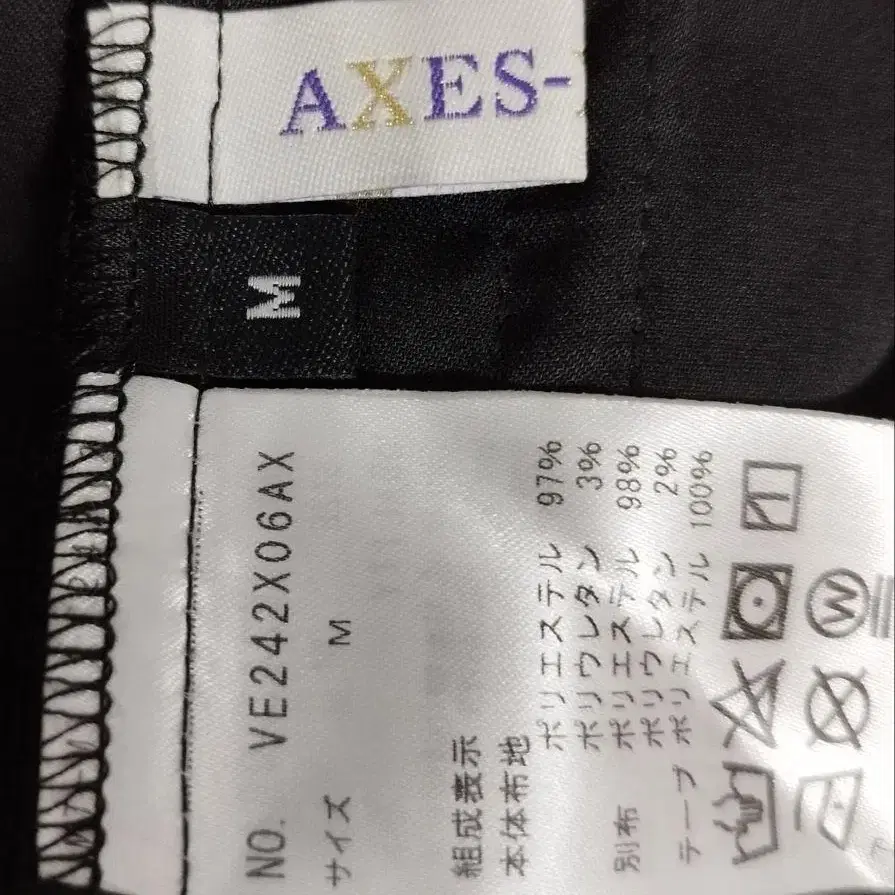 AXES-
M
NO. VE242X06AX
サイズ M
組成表示
本体布地
ポリエステル 97%
ポリウレタン 3%
別布 ポリエステル 98%
ポリウレタン 2%
テープ ポリエステル 100%
W